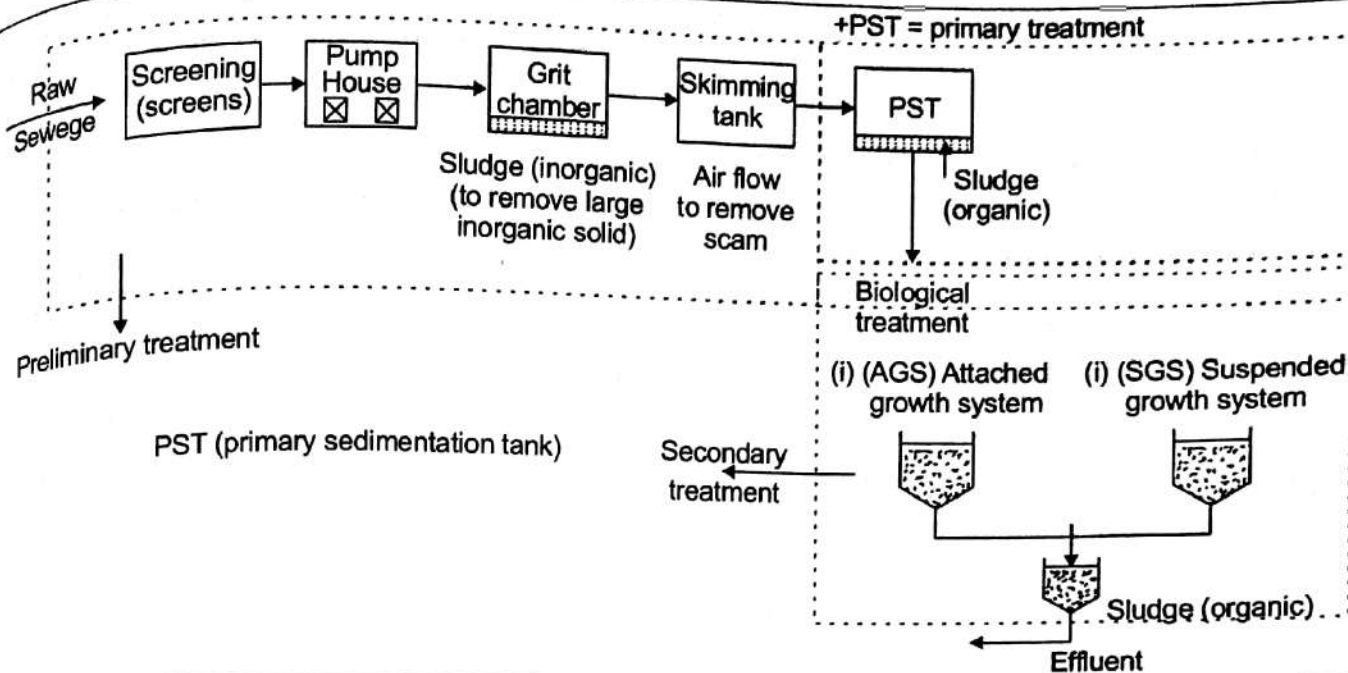 +PST = primary treatment
Raw
Sewege
Screening
(screens)
Pump
House
Grit
chamber
Skimming
tank
PST
Sludge (inorganic)
(to remove large
inorganic solid)
Air flow
to remove
scam
Sludge
(organic)
Preliminary treatment
Biological
treatment
(i) (AGS) Attached
growth system
(i) (SGS) Suspended
growth system
PST (primary sedimentation tank)
Secondary
treatment
Sludge (organic)
Effluent